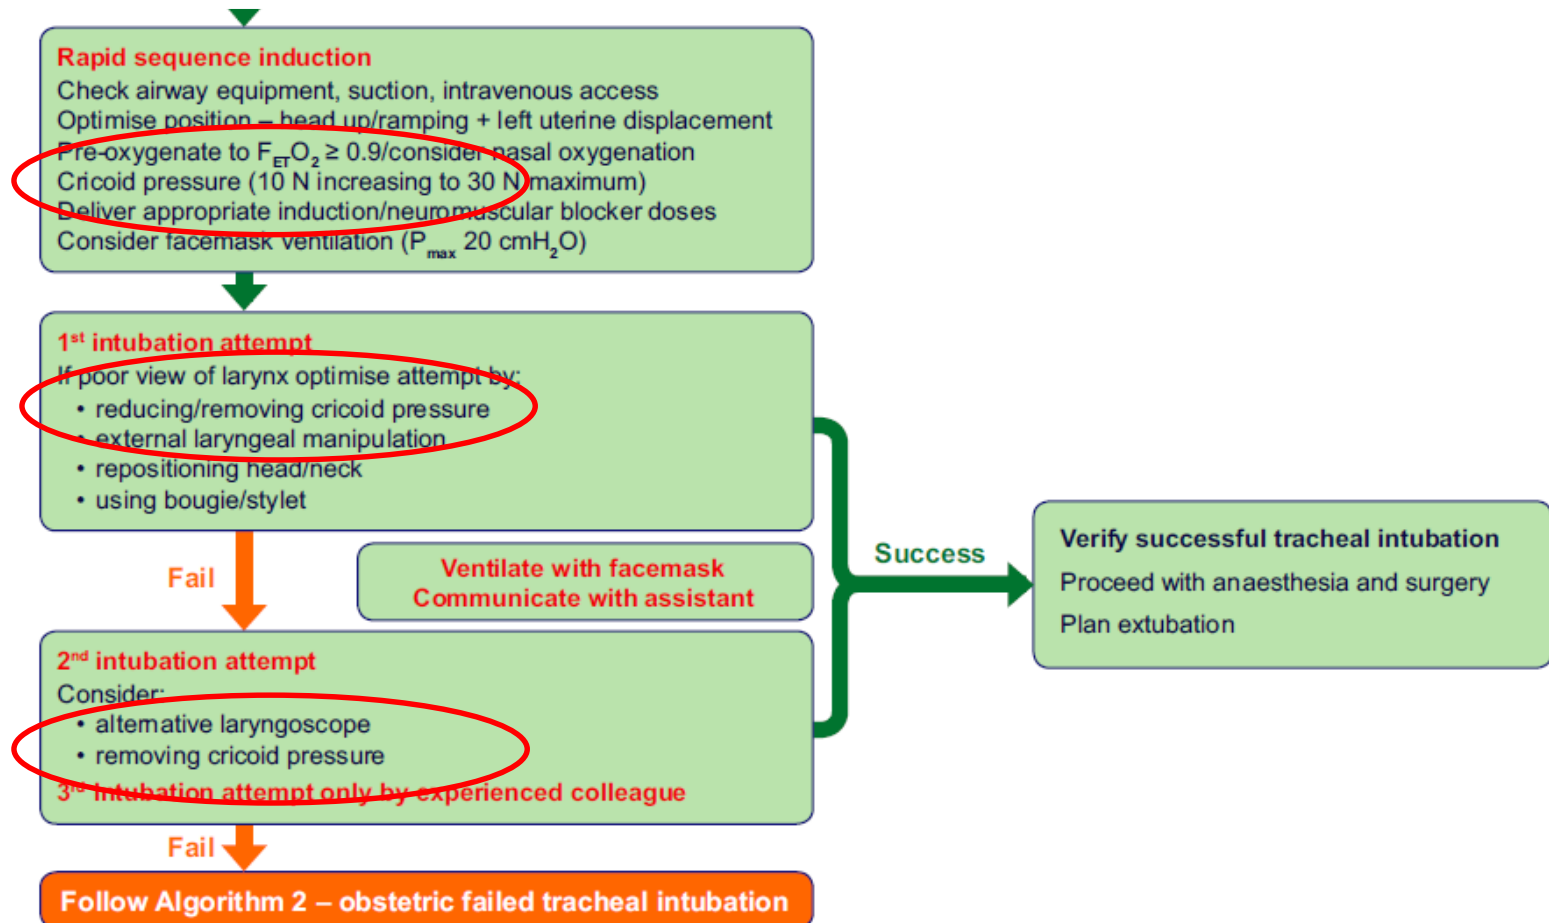 Rapid sequence induction
Check airway equipment, suction, intravenous access
Optimise position – head up/ramping + left uterine displacement
Pre-oxygenate to FETO2 ≥ 0.9/consider nasal oxygenation
Cricoid pressure (10 N increasing to 30 N maximum)
Deliver appropriate induction/neuromuscular blocker doses
Consider facemask ventilation (Pmax 20 cmH2O)
1st intubation attempt
If poor view of larynx optimise attempt by:
• reducing/removing cricoid pressure
• external laryngeal manipulation
• repositioning head/neck
• using bougie/stylet
Fail
Ventilate with facemask
Communicate with assistant
Success
Verify successful tracheal intubation
Proceed with anaesthesia and surgery
Plan extubation
2nd intubation attempt
Consider:
• alternative laryngoscope
• removing cricoid pressure
3rd Intubation attempt only by experienced colleague
Fail
Follow Algorithm 2 – obstetric failed tracheal intubation